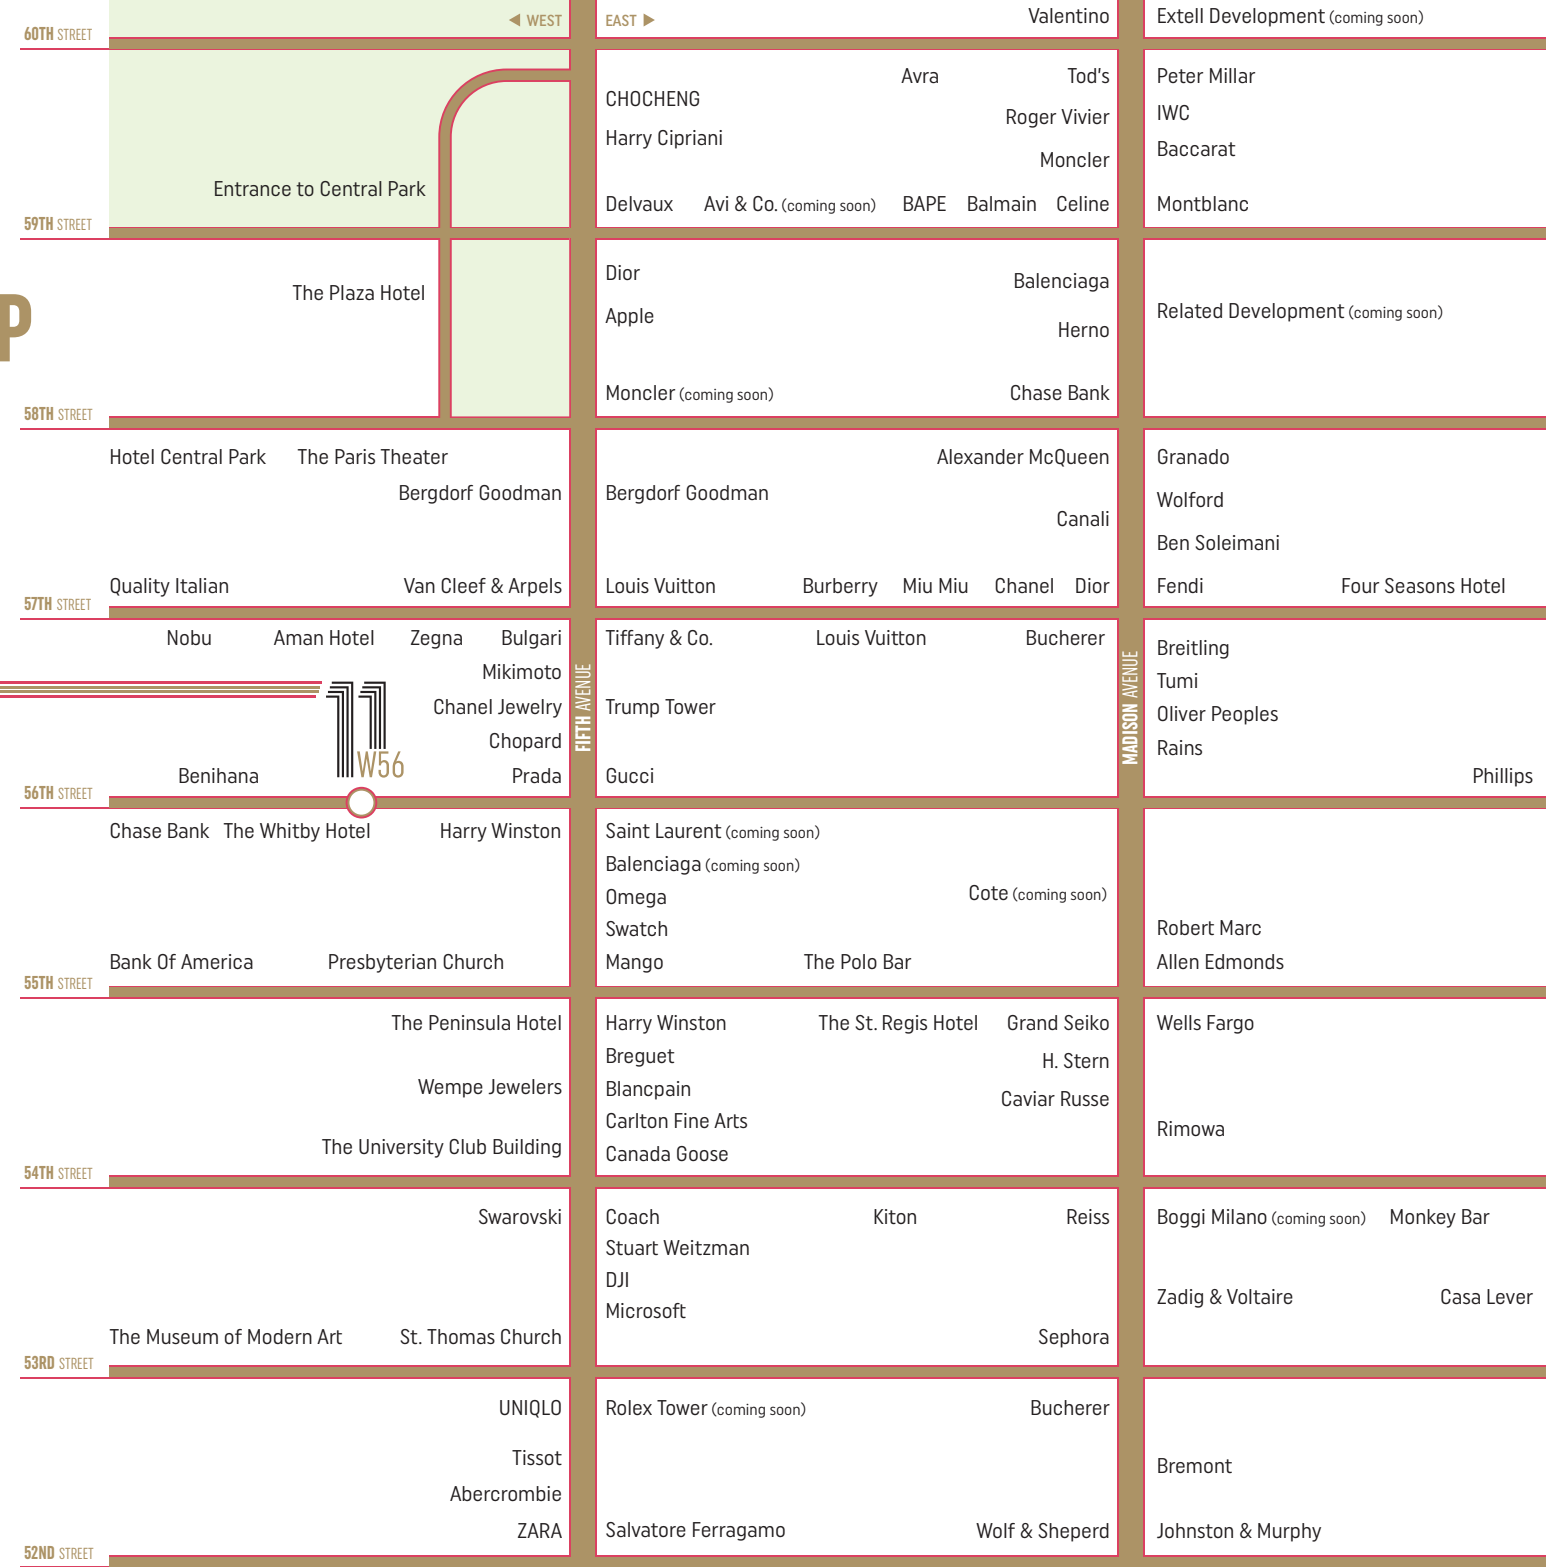 ◀ WEST EAST ▶ Valentino Extell Development (coming soon)
60TH STREET
Avra Tod's Peter Millar
CHOCHENG
IWC
Roger Vivier
Harry Cipriani
Baccarat
Moncler
Entrance to Central Park
Delvaux Avi & Co. (coming soon) BAPE Balmain Celine Montblanc
59TH STREET
Dior
Balenciaga
The Plaza Hotel
P
Related Development (coming soon)
Apple
Herno
Moncler (coming soon) Chase Bank
58TH STREET
Hotel Central Park The Paris Theater Alexander McQueen Granado
Bergdorf Goodman Bergdorf Goodman
Wolford
Canali
Ben Soleimani
Quality Italian Van Cleef & Arpels Louis Vuitton Burberry Miu Miu Chanel Dior Fendi Four Seasons Hotel
57TH STREET
Nobu Aman Hotel Zegna Bulgari Tiffany & Co. Louis Vuitton Bucherer
Breitling
Mikimoto
Tumi
FIFTH AVENUE
MADISON AVENUE
Chanel Jewelry Trump Tower
Oliver Peoples
11
Chopard
Rains
W56
Benihana Prada Gucci Phillips
56TH STREET
Chase Bank The Whitby Hotel Harry Winston Saint Laurent (coming soon)
Balenciaga (coming soon)
Omega Cote (coming soon)
Swatch Robert Marc
Bank Of America Presbyterian Church Mango The Polo Bar Allen Edmonds
55TH STREET
The Peninsula Hotel Harry Winston The St. Regis Hotel Grand Seiko Wells Fargo
Breguet H. Stern
Wempe Jewelers Blancpain
Caviar Russe
Carlton Fine Arts
Rimowa
The University Club Building Canada Goose
54TH STREET
Swarovski Coach Kiton Reiss Boggi Milano (coming soon) Monkey Bar
Stuart Weitzman
DJI
Zadig & Voltaire Casa Lever
Microsoft
The Museum of Modern Art St. Thomas Church Sephora
53RD STREET
UNIQLO Rolex Tower (coming soon) Bucherer
Tissot
Bremont
Abercrombie
ZARA Salvatore Ferragamo Wolf & Sheperd Johnston & Murphy
52ND STREET